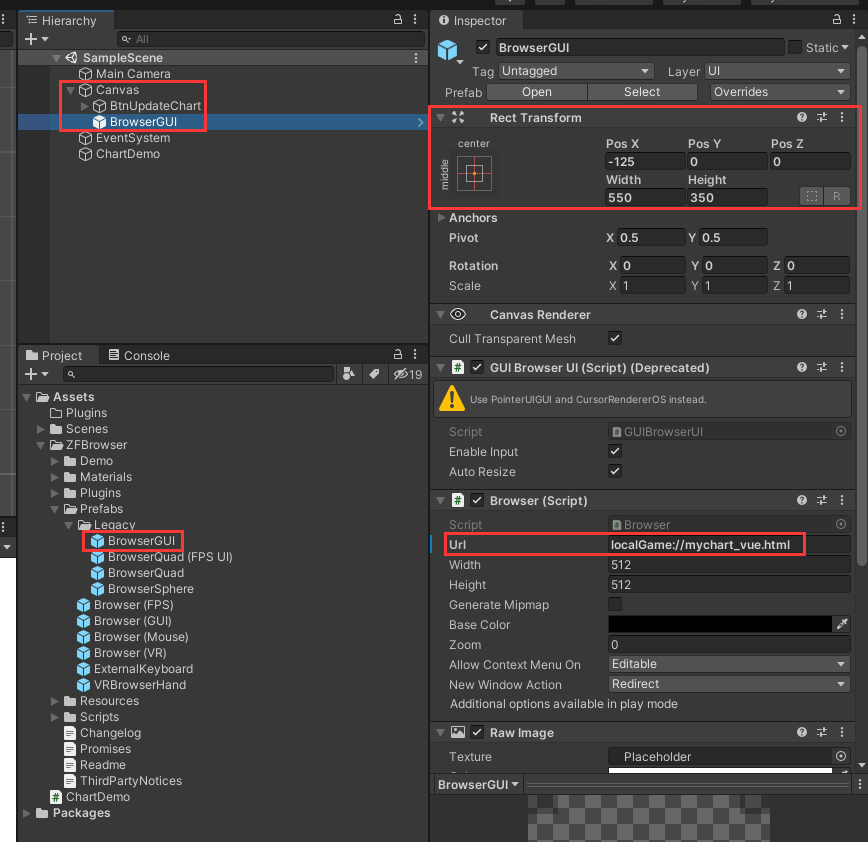 Hierarchy
All
SampleScene
Main Camera
Canvas
BtnUpdateChart
BrowserGUI
EventSystem
ChartDemo
Project
Console
19
Assets
Plugins
Scenes
ZFBrowser
Demo
Materials
Plugins
Prefabs
Legacy
BrowserGUI
BrowserQuad (FPS UI)
BrowserQuad
BrowserSphere
Browser (FPS)
Browser (GUI)
Browser (Mouse)
Browser (VR)
ExternalKeyboard
VRBrowserHand
Resources
Scripts
Changelog
Promises
Readme
ThirdPartyNotices
ChartDemo
Packages
Inspector
BrowserGUI Static
Tag Untagged Layer UI
Prefab Open Select Overrides
Rect Transform
center
middle
Pos X Pos Y Pos Z
-125 0 0
Width Height
550 350 R
Anchors
Pivot X 0.5 Y 0.5
Rotation X 0 Y 0 Z 0
Scale X 1 Y 1 Z 1
Canvas Renderer
Cull Transparent Mesh
GUI Browser UI (Script) (Deprecated)
Use PointerUIGUI and CursorRendererOS instead.
Script GUIBrowserUI
Enable Input
Auto Resize
Browser (Script)
Script Browser
Url localGame://mychart_vue.html
Width 512
Height 512
Generate Mipmap
Base Color
Zoom 0
Allow Context Menu On Editable
New Window Action Redirect
Additional options available in play mode
Raw Image
Texture Placeholder
BrowserGUI